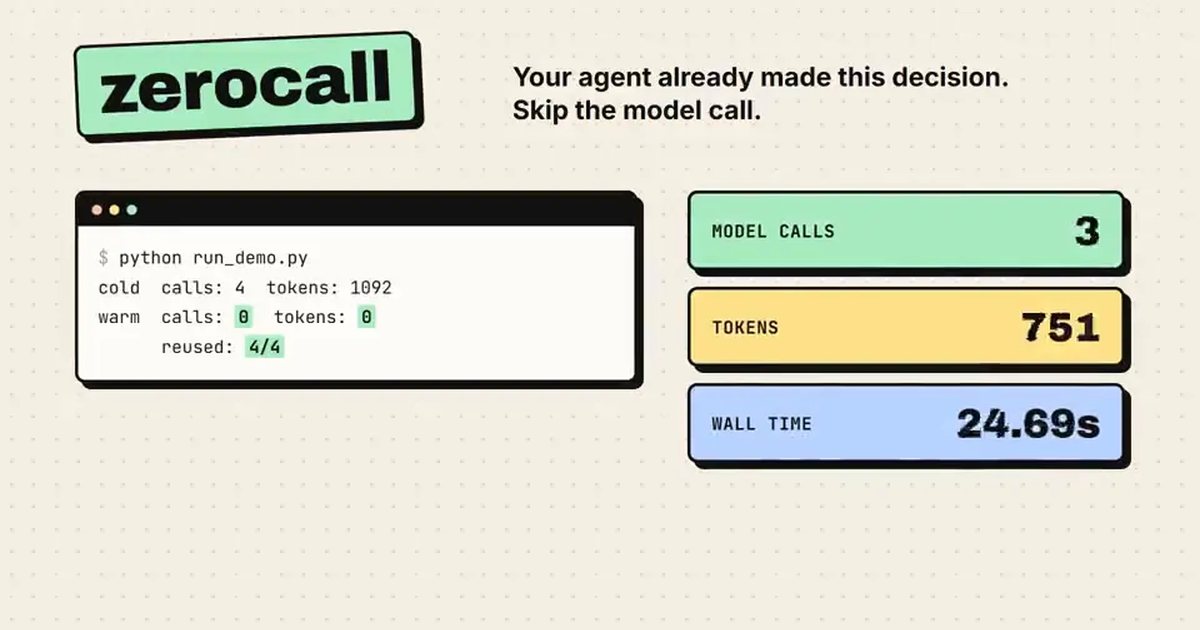 zerocall
Your agent already made this decision.
Skip the model call.
$ python run_demo.py
cold calls: 4 tokens: 1092
warm calls: 0 tokens: 0
reused: 4/4
MODEL CALLS 3
TOKENS 751
WALL TIME 24.69s